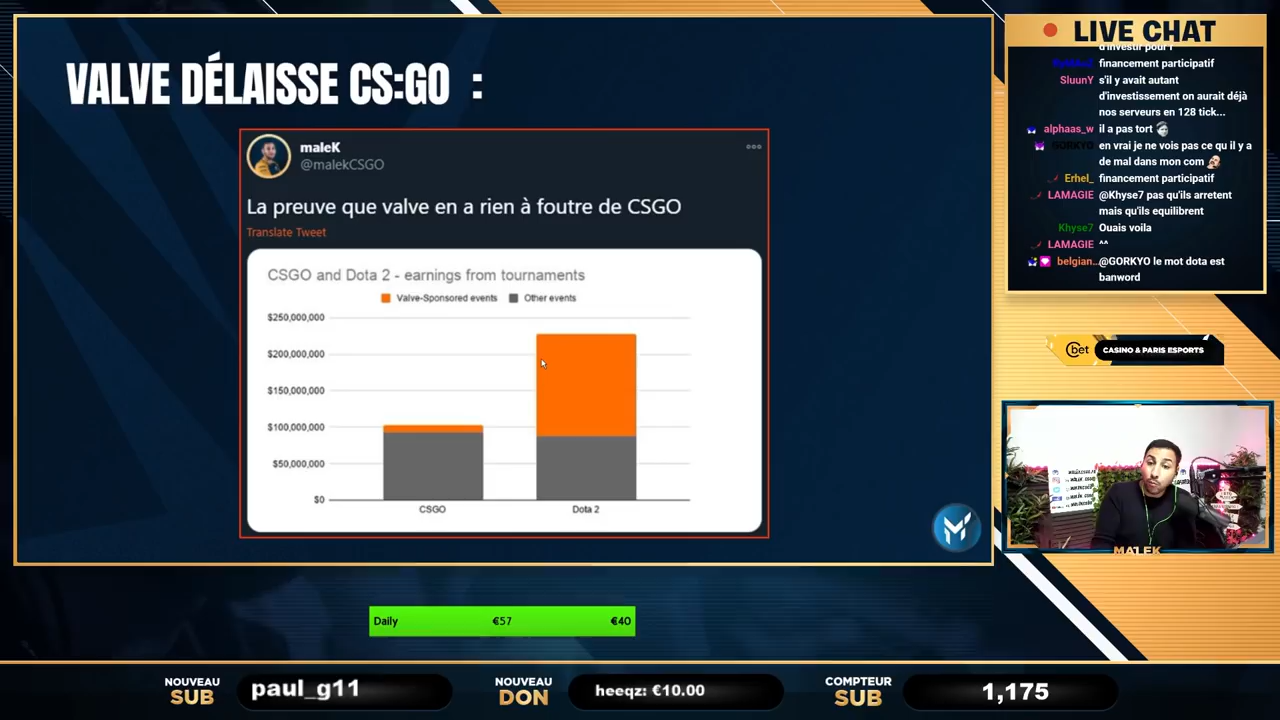 VALVE DÉLAISSE CS:GO :
maleK
@malekCSGO
La preuve que valve en a rien à foutre de CSGO
Translate Tweet
CSGO and Dota 2 - earnings from tournaments
Valve-Sponsored events
Other events
$250,000,000
$200,000,000
$150,000,000
$100,000,000
$50,000,000
$0
CSGO
Dota 2
LIVE CHAT
financement participatif
SluunY s'il y avait autant
d'investissement on aurait déjà
nos serveurs en 128 tick...
alphaas_w il a pas tort
GORKYO en vrai je ne vois pas ce qu'il y a
de mal dans mon com
Erhel_ financement participatif
LAMAGIE @Khyse7 pas qu'ils arretent
mais qu'ils equilibrent
Khyse7 Ouais voila
LAMAGIE ^^
belgian... @GORKYO le mot dota est
banword
Cbet CASINO & PARIS ESPORTS
MALEK
Daily €57 €40
NOUVEAU
SUB
paul_g11
NOUVEAU
DON
heeqz: €10.00
COMPTEUR
SUB
1,175